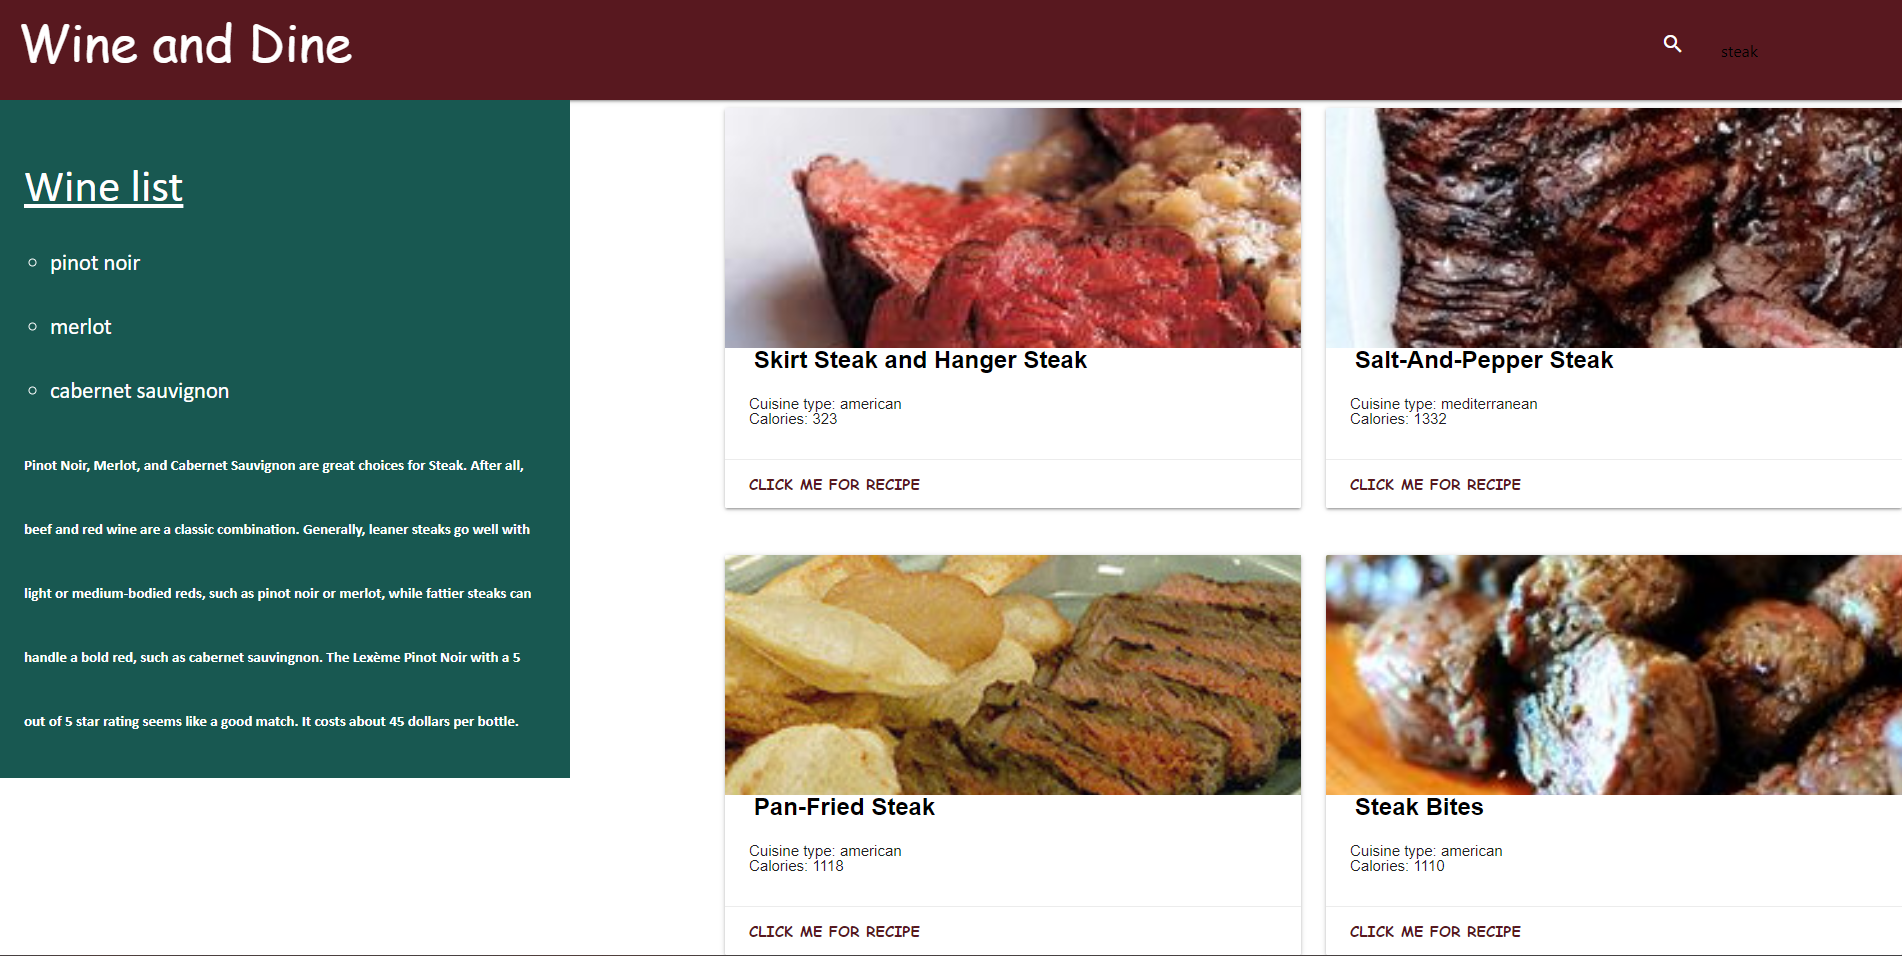 Wine and Dine
steak
Wine list
pinot noir
merlot
cabernet sauvignon
Pinot Noir, Merlot, and Cabernet Sauvignon are great choices for Steak. After all,
beef and red wine are a classic combination. Generally, leaner steaks go well with
light or medium-bodied reds, such as pinot noir or merlot, while fattier steaks can
handle a bold red, such as cabernet sauvingnon. The Lexème Pinot Noir with a 5
out of 5 star rating seems like a good match. It costs about 45 dollars per bottle.
Skirt Steak and Hanger Steak
Cuisine type: american
Calories: 323
CLICK ME FOR RECIPE
Salt-And-Pepper Steak
Cuisine type: mediterranean
Calories: 1332
CLICK ME FOR RECIPE
Pan-Fried Steak
Cuisine type: american
Calories: 1118
CLICK ME FOR RECIPE
Steak Bites
Cuisine type: american
Calories: 1110
CLICK ME FOR RECIPE